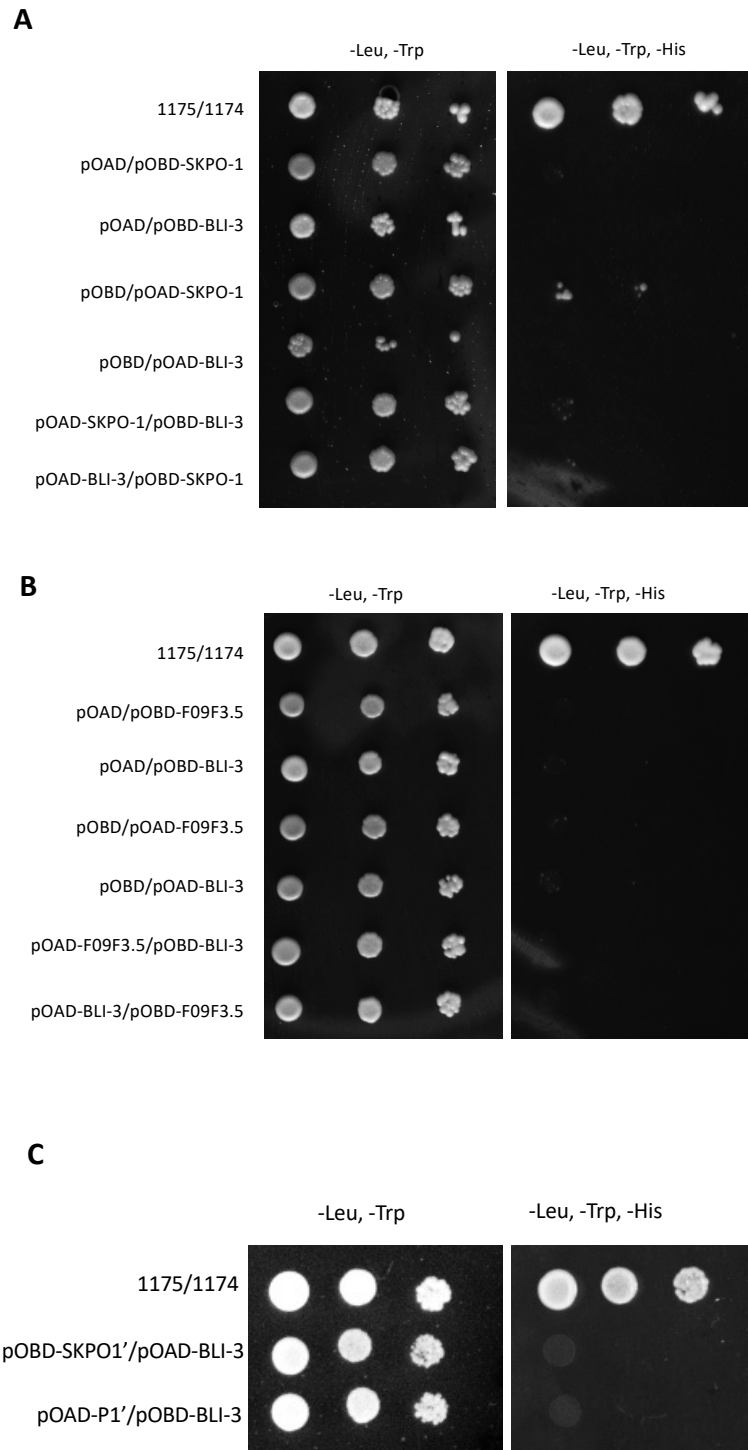 A
-Leu, -Trp
-Leu, -Trp, -His
1175/1174
pOAD/pOBD-SKPO-1
pOAD/pOBD-BLI-3
pOBD/pOAD-SKPO-1
pOBD/pOAD-BLI-3
pOAD-SKPO-1/pOBD-BLI-3
pOAD-BLI-3/pOBD-SKPO-1
B
-Leu, -Trp
-Leu, -Trp, -His
1175/1174
pOAD/pOBD-F09F3.5
pOAD/pOBD-BLI-3
pOBD/pOAD-F09F3.5
pOBD/pOAD-BLI-3
pOAD-F09F3.5/pOBD-BLI-3
pOAD-BLI-3/pOBD-F09F3.5
C
-Leu, -Trp
-Leu, -Trp, -His
1175/1174
pOBD-SKPO1’/pOAD-BLI-3
pOAD-P1’/pOBD-BLI-3